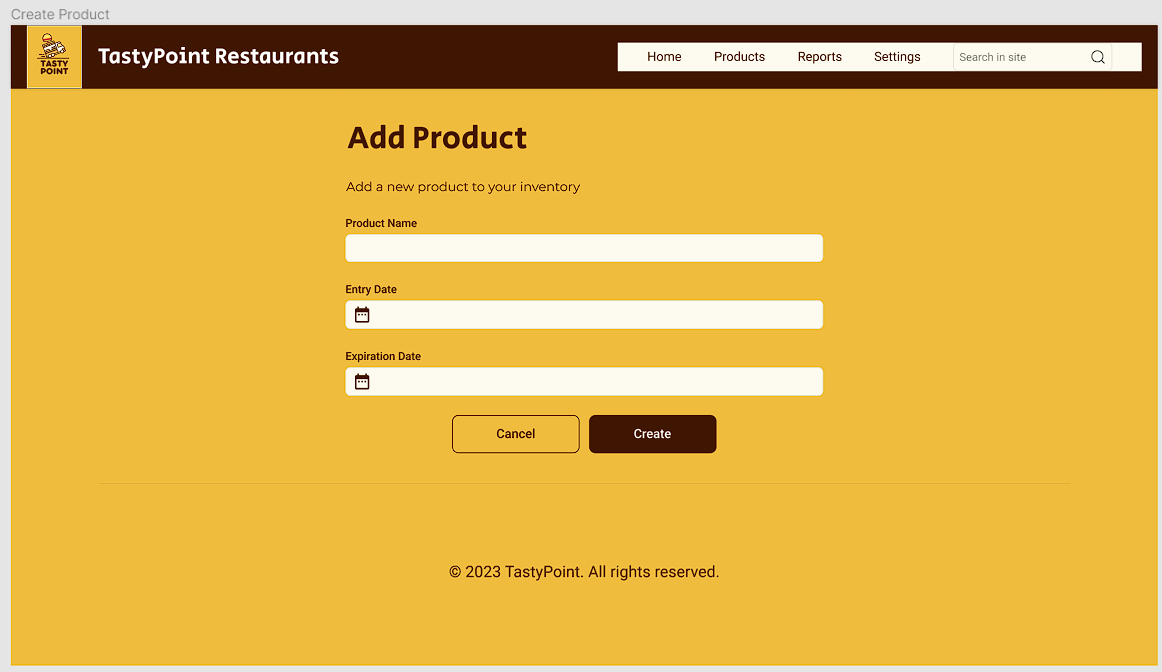 Create Product
TASTY
POINT
TastyPoint Restaurants
Home Products Reports Settings Search in site
Add Product
Add a new product to your inventory
Product Name
Entry Date
Expiration Date
Cancel Create
© 2023 TastyPoint. All rights reserved.